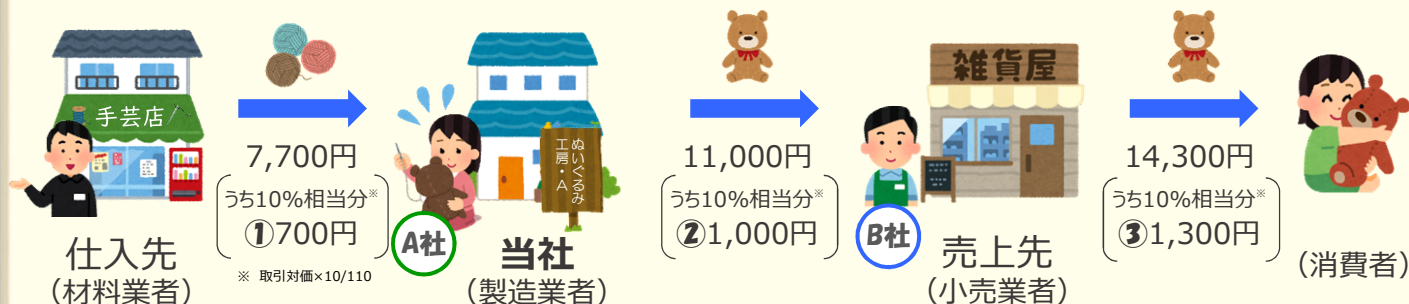 手芸店
7,700円
うち10%相当分※
①700円
※ 取引対価×10/110
仕入先
（材料業者）
ぬいぐるみ
工房・A
A社
当社
（製造業者）
11,000円
うち10%相当分※
②1,000円
雑貨屋
B社
売上先
（小売業者）
14,300円
うち10%相当分※
③1,300円
（消費者）